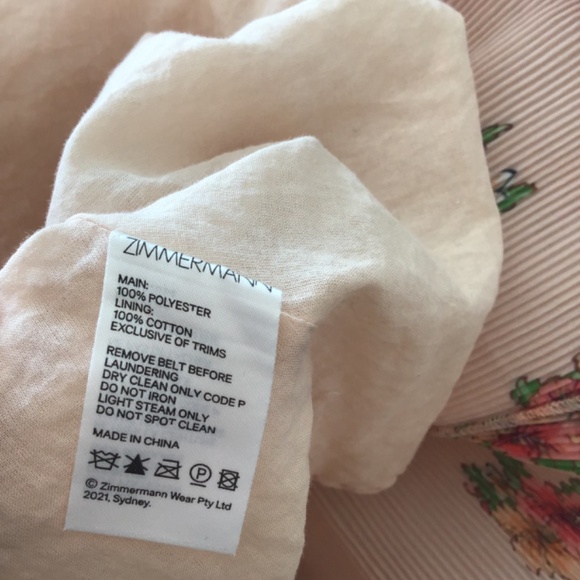 ZIMMERMANN
MAIN:
100% POLYESTER
LINING:
100% COTTON
EXCLUSIVE OF TRIMS
REMOVE BELT BEFORE
LAUNDERING
DRY CLEAN ONLY CODE P
DO NOT IRON
LIGHT STEAM ONLY
DO NOT SPOT CLEAN
MADE IN CHINA
P
© Zimmermann Wear Pty Ltd
2021, Sydney.